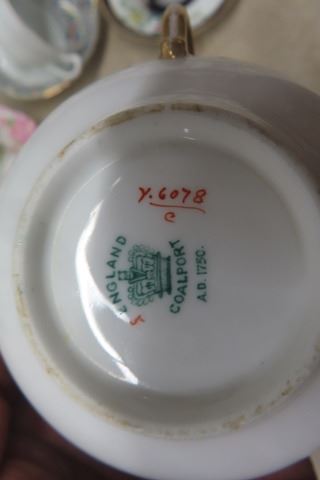 Y.6078
C
ENGLAND
COALPORT
A.D. 1750.